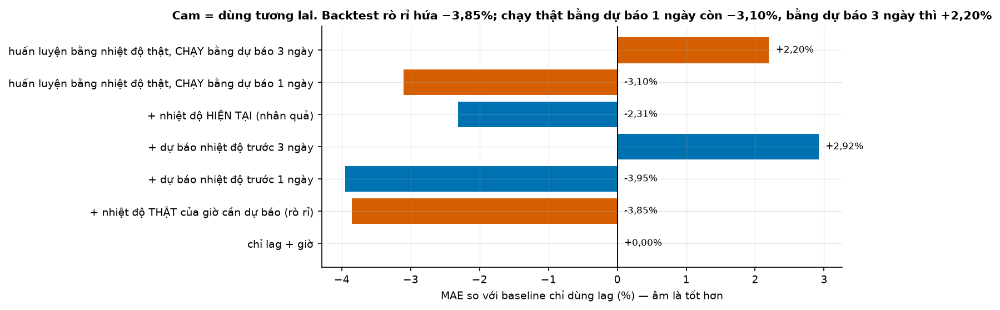 Cam = dùng tương lai. Backtest rò rỉ hứa −3,85%; chạy thật bằng dự báo 1 ngày còn −3,10%, bằng dự báo 3 ngày thì +2,20%
huấn luyện bằng nhiệt độ thật, CHẠY bằng dự báo 3 ngày
+2,20%
huấn luyện bằng nhiệt độ thật, CHẠY bằng dự báo 1 ngày
-3,10%
+ nhiệt độ HIỆN TẠI (nhân quả)
-2,31%
+ dự báo nhiệt độ trước 3 ngày
+2,92%
+ dự báo nhiệt độ trước 1 ngày
-3,95%
+ nhiệt độ THẬT của giờ cần dự báo (rò rỉ)
-3,85%
chỉ lag + giờ
+0,00%
−4 −3 −2 −1 0 1 2 3
MAE so với baseline chỉ dùng lag (%) — âm là tốt hơn